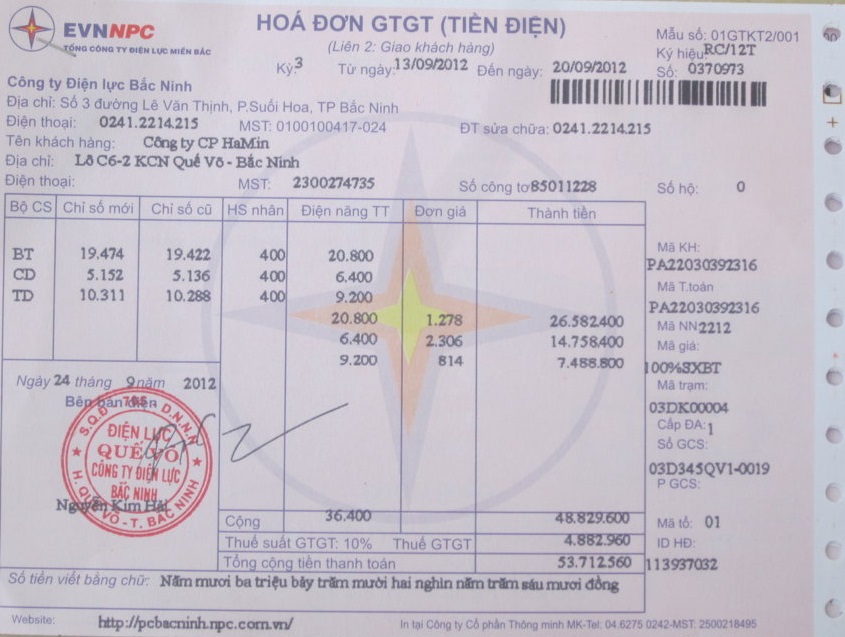 EVNNPC
TỔNG CÔNG TY ĐIỆN LỰC MIỀN BẮC
HOÁ ĐƠN GTGT (TIỀN ĐIỆN)
(Liên 2: Giao khách hàng)
Kỳ: 3 Từ ngày: 13/09/2012 Đến ngày: 20/09/2012
Mẫu số: 01GTKT2/001
Ký hiệu: RC/12T
Số: 0370973
Công ty Điện lực Bắc Ninh
Địa chỉ: Số 3 đường Lê Văn Thịnh, P.Suối Hoa, TP Bắc Ninh
Điện thoại: 0241.2214.215 MST: 0100100417-024 ĐT sửa chữa: 0241.2214.215
Tên khách hàng: Công ty CP HaMin
Địa chỉ: Lô C6-2 KCN Quế Võ - Bắc Ninh
Điện thoại: MST: 2300274735 Số công tơ 85011228 Số hộ: 0
Bộ CS Chỉ số mới Chỉ số cũ HS nhân Điện năng TT Đơn giá Thành tiền
BT 19.474 19.422 400 20.800
CD 5.152 5.136 400 6.400
TD 10.311 10.288 400 9.200
20.800 1.278 26.582.400
6.400 2.306 14.758.400
9.200 814 7.488.800
Mã KH:
PA22030392316
Mã T.toán
PA22030392316
Mã NN 2212
Mã giá:
100%SXBT
Mã trạm:
03DK00004
Cấp ĐA: 1
Số GCS:
03D345QV1-0019
P GCS:
Mã tổ: 01
ID HĐ:
113937032
Ngày 24 tháng 9 năm 2012
Bên bán điện
ĐIỆN LỰC
QUẾ VÕ
CÔNG TY ĐIỆN LỰC
BẮC NINH
H.QUẾ VÕ - T. BẮC NINH
Nguyễn Kim Hải
Cộng 36.400 48.829.600
Thuế suất GTGT: 10% Thuế GTGT 4.882.960
Tổng cộng tiền thanh toán 53.712.560
Số tiền viết bằng chữ: Năm mươi ba triệu bảy trăm mười hai nghìn năm trăm sáu mươi đồng
Website: http://pcbacninh.npc.com.vn/ In tại Công ty Cổ phần Thông minh MK-Tel: 04.6275 0242-MST: 2500218495